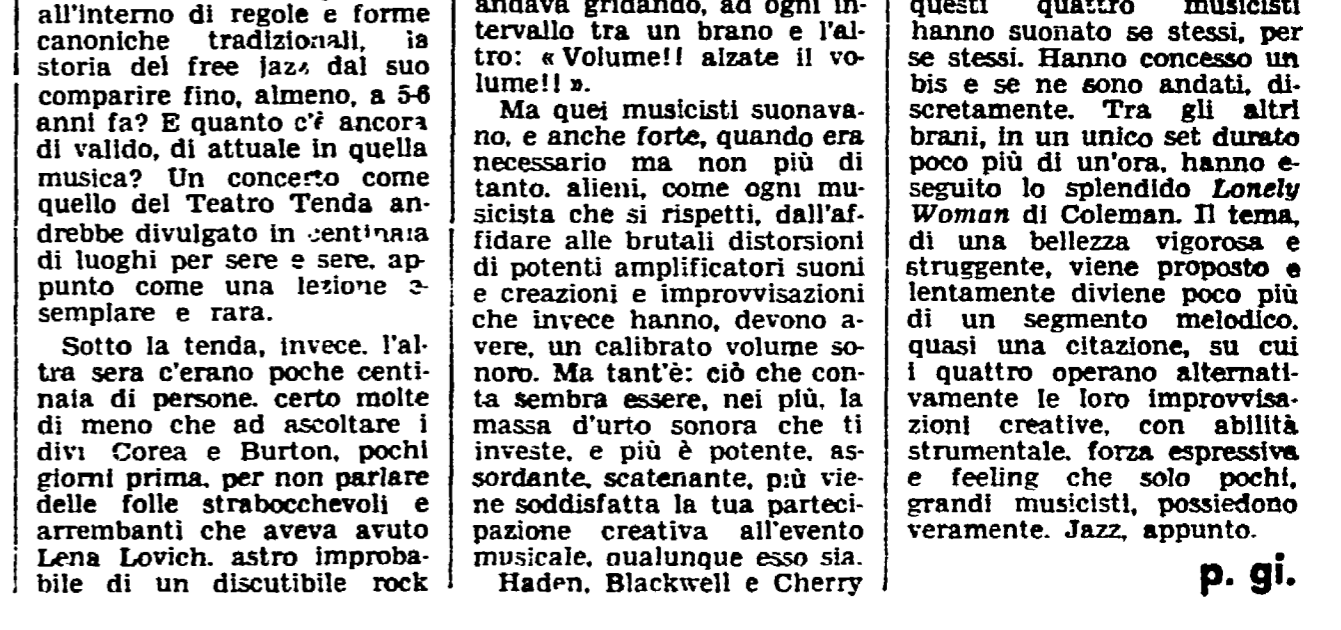 all'interno di regole e forme
canoniche tradizionali, la
storia del free jazz dal suo
comparire fino, almeno, a 5-6
anni fa? E quanto c'è ancora
di valido, di attuale in quella
musica? Un concerto come
quello del Teatro Tenda an-
drebbe divulgato in centinaia
di luoghi per sere e sere, ap-
punto come una lezione e-
semplare e rara.
Sotto la tenda, invece, l'al-
tra sera c'erano poche centi-
naia di persone, certo molte
di meno che ad ascoltare i
divi Corea e Burton, pochi
giorni prima, per non parlare
delle folle strabocchevoli e
arrembanti che aveva avuto
Lena Lovich, astro improba-
bile di un discutibile rock
andava gridando, ad ogni in-
tervallo tra un brano e l'al-
tro: « Volume!! alzate il vo-
lume!! ».
Ma quei musicisti suonava-
no, e anche forte, quando era
necessario ma non più di
tanto, alieni, come ogni mu-
sicista che si rispetti, dall'af-
fidare alle brutali distorsioni
di potenti amplificatori suoni
e creazioni e improvvisazioni
che invece hanno, devono a-
vere, un calibrato volume so-
noro. Ma tant'è: ciò che con-
ta sembra essere, nei più, la
massa d'urto sonora che ti
investe, e più è potente, as-
sordante, scatenante, più vie-
ne soddisfatta la tua parteci-
pazione creativa all'evento
musicale, qualunque esso sia.
Haden, Blackwell e Cherry
questi quattro musicisti
hanno suonato se stessi, per
se stessi. Hanno concesso un
bis e se ne sono andati, di-
scretamente. Tra gli altri
brani, in un unico set durato
poco più di un'ora, hanno e-
seguito lo splendido Lonely
Woman di Coleman. Il tema,
di una bellezza vigorosa e
struggente, viene proposto e
lentamente diviene poco più
di un segmento melodico,
quasi una citazione, su cui
i quattro operano alternati-
vamente le loro improvvisa-
zioni creative, con abilità
strumentale, forza espressiva
e feeling che solo pochi,
grandi musicisti, possiedono
veramente. Jazz, appunto.
p. gi.